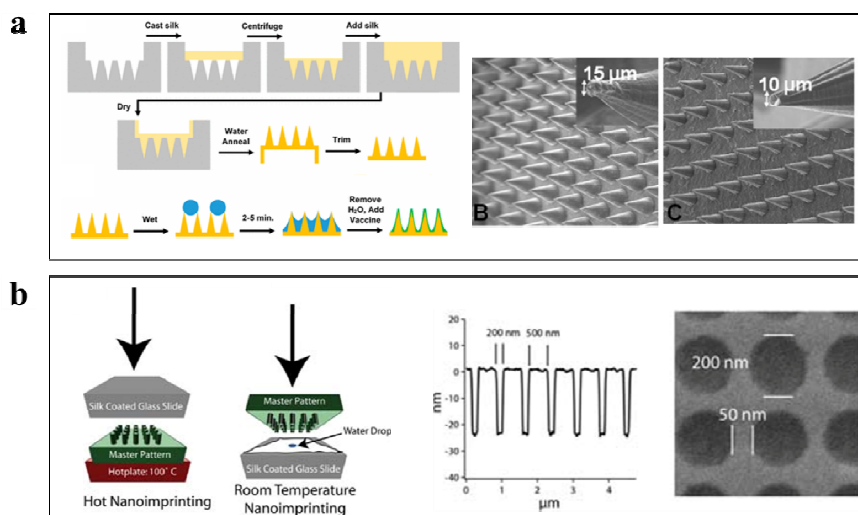 a
Cast silk
Centrifuge
Add silk
Dry
Water
Anneal
Trim
Wet
2-5 min.
Remove
H₂O, Add
Vaccine
15 µm
B
10 µm
C
b
Silk Coated Glass Slide
Master Pattern
Hotplate: 100° C
Hot Nanoimprinting
Master Pattern
Water Drop
Silk Coated Glass Slide
Room Temperature
Nanoimprinting
20
10
0
-10
-20
-30
-40
nm
200 nm
500 nm
0
1
2
3
4
µm
200 nm
50 nm